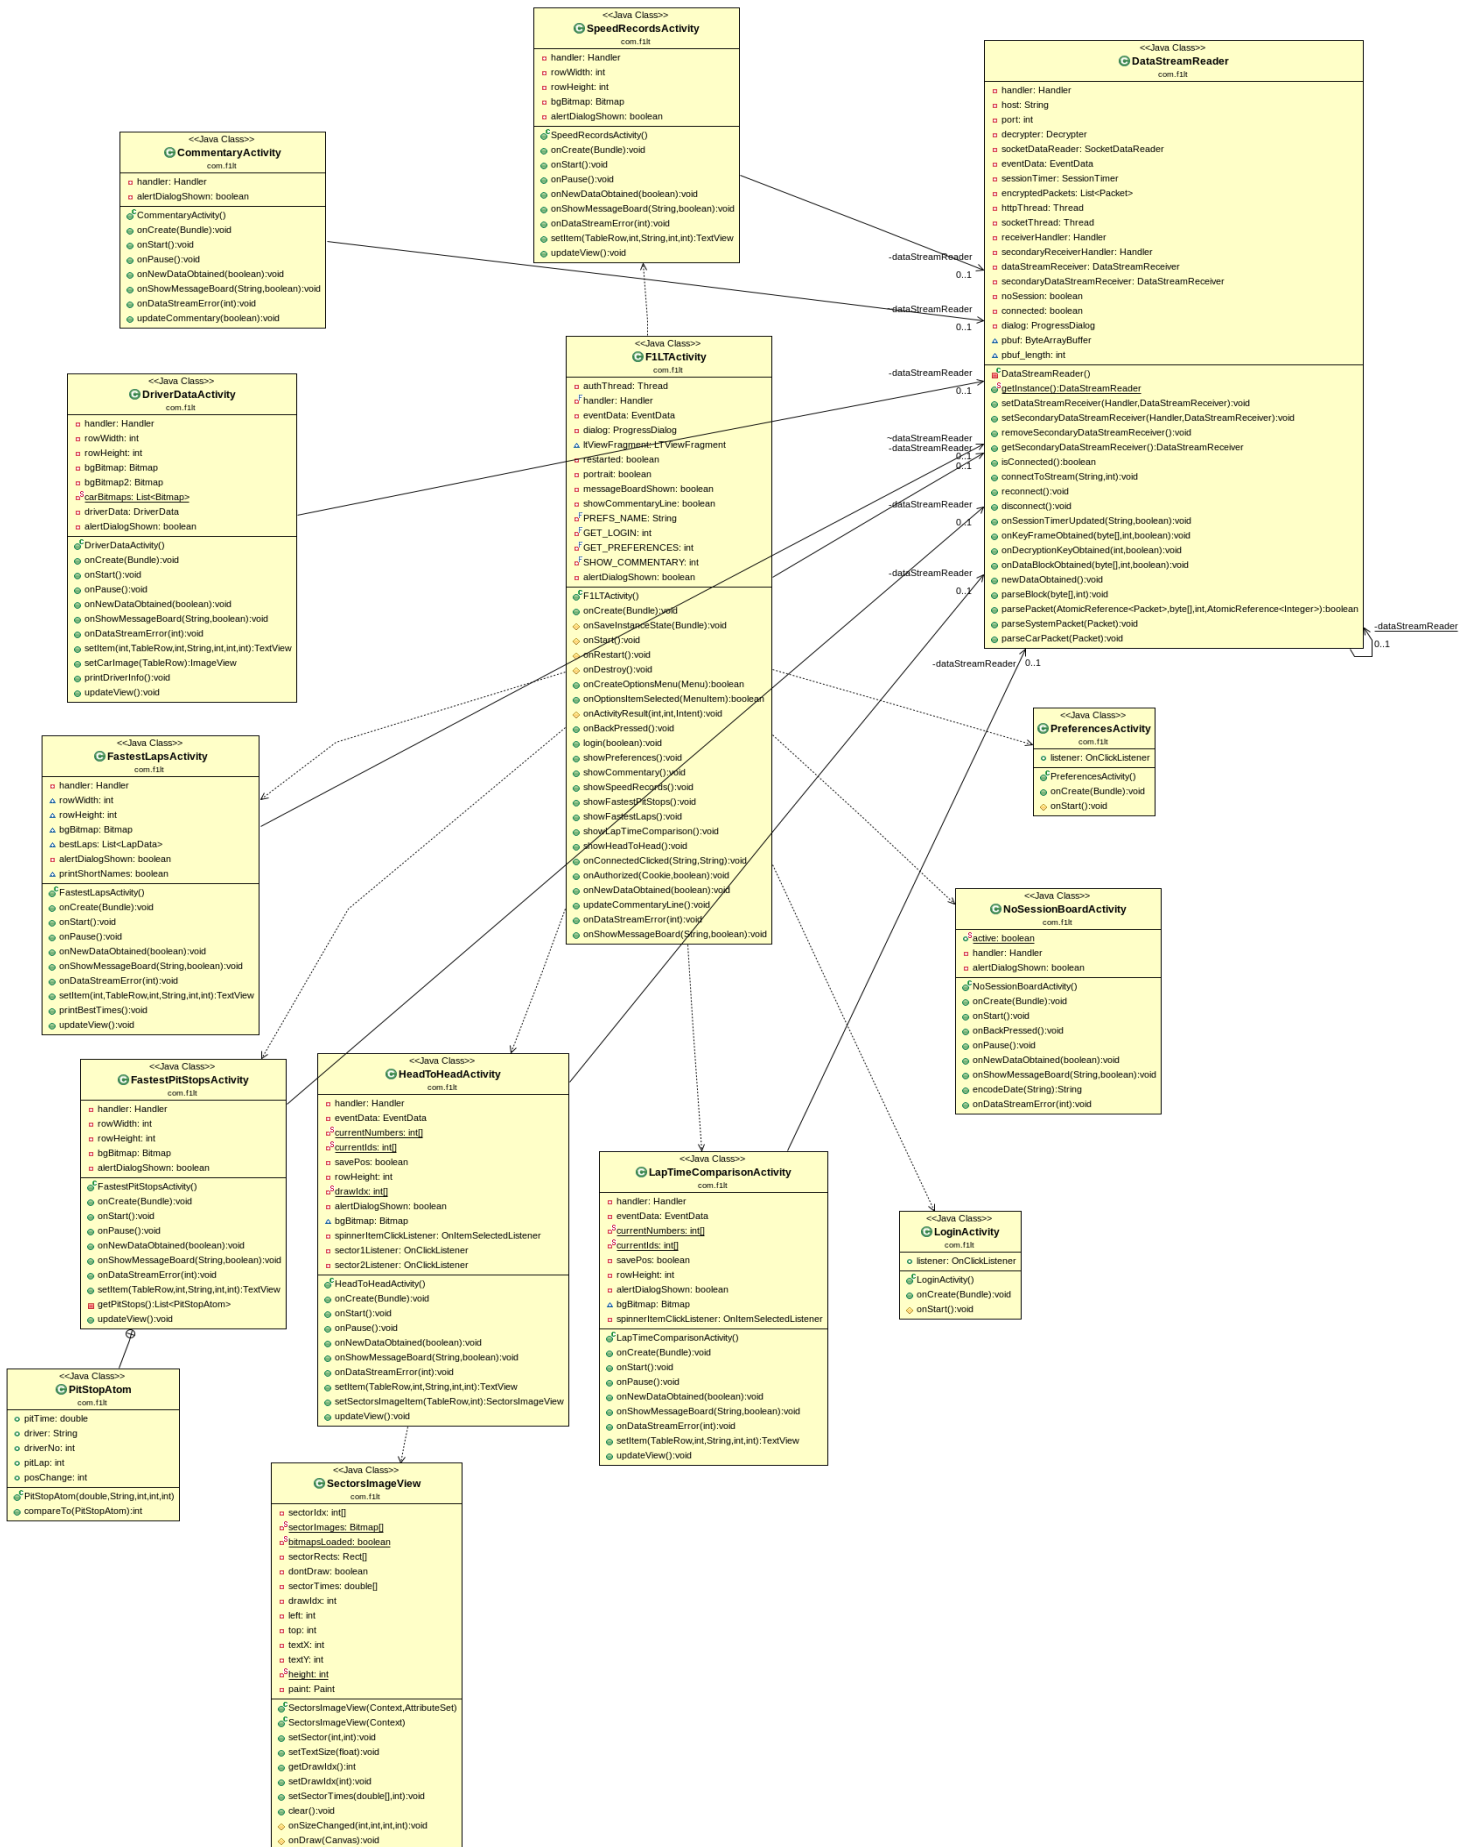 <<Java Class>>
SpeedRecordsActivity
com.f1lt
handler: Handler
rowWidth: int
rowHeight: int
bgBitmap: Bitmap
alertDialogShown: boolean
SpeedRecordsActivity()
onCreate(Bundle):void
onStart():void
onPause():void
onNewDataObtained(boolean):void
onShowMessageBoard(String,boolean):void
onDataStreamError(int):void
setItem(TableRow,int,String,int,int):TextView
updateView():void
<<Java Class>>
DataStreamReader
com.f1lt
handler: Handler
host: String
port: int
decrypter: Decrypter
socketDataReader: SocketDataReader
eventData: EventData
sessionTimer: SessionTimer
encryptedPackets: List<Packet>
httpThread: Thread
socketThread: Thread
receiverHandler: Handler
secondaryReceiverHandler: Handler
dataStreamReceiver: DataStreamReceiver
secondaryDataStreamReceiver: DataStreamReceiver
noSession: boolean
connected: boolean
dialog: ProgressDialog
pbuf: ByteArrayBuffer
pbuf_length: int
DataStreamReader()
getInstance():DataStreamReader
setDataStreamReceiver(Handler,DataStreamReceiver):void
setSecondaryDataStreamReceiver(Handler,DataStreamReceiver):void
removeSecondaryDataStreamReceiver():void
getSecondaryDataStreamReceiver():DataStreamReceiver
isConnected():boolean
connectToStream(String,int):void
reconnect():void
disconnect():void
onSessionTimerUpdated(String,boolean):void
onKeyFrameObtained(byte[],int,boolean):void
onDecryptionKeyObtained(int,boolean):void
onDataBlockObtained(byte[],int,boolean):void
newDataObtained():void
parseBlock(byte[],int):void
parsePacket(AtomicReference<Packet>,byte[],int,AtomicReference<Integer>):boolean
parseSystemPacket(Packet):void
parseCarPacket(Packet):void
<<Java Class>>
CommentaryActivity
com.f1lt
handler: Handler
alertDialogShown: boolean
CommentaryActivity()
onCreate(Bundle):void
onStart():void
onPause():void
onNewDataObtained(boolean):void
onShowMessageBoard(String,boolean):void
onDataStreamError(int):void
updateCommentary(boolean):void
-dataStreamReader
0..1
-dataStreamReader
0..1
-dataStreamReader
0..1
~dataStreamReader
-dataStreamReader
0..1
0..1
-dataStreamReader
0..1
-dataStreamReader
0..1
-dataStreamReader
0..1
-dataStreamReader
0..1
<<Java Class>>
F1LTActivity
com.f1lt
authThread: Thread
handler: Handler
eventData: EventData
dialog: ProgressDialog
ltViewFragment: LTViewFragment
restarted: boolean
portrait: boolean
messageBoardShown: boolean
showCommentaryLine: boolean
PREFS_NAME: String
GET_LOGIN: int
GET_PREFERENCES: int
SHOW_COMMENTARY: int
alertDialogShown: boolean
F1LTActivity()
onCreate(Bundle):void
onSaveInstanceState(Bundle):void
onStart():void
onRestart():void
onDestroy():void
onCreateOptionsMenu(Menu):boolean
onOptionsItemSelected(MenuItem):boolean
onActivityResult(int,int,Intent):void
onBackPressed():void
login(boolean):void
showPreferences():void
showCommentary():void
showSpeedRecords():void
showFastestPitStops():void
showFastestLaps():void
showLapTimeComparison():void
showHeadToHead():void
onConnectedClicked(String,String):void
onAuthorized(Cookie,boolean):void
onNewDataObtained(boolean):void
updateCommentaryLine():void
onDataStreamError(int):void
onShowMessageBoard(String,boolean):void
<<Java Class>>
DriverDataActivity
com.f1lt
handler: Handler
rowWidth: int
rowHeight: int
bgBitmap: Bitmap
bgBitmap2: Bitmap
carBitmaps: List<Bitmap>
driverData: DriverData
alertDialogShown: boolean
DriverDataActivity()
onCreate(Bundle):void
onStart():void
onPause():void
onNewDataObtained(boolean):void
onShowMessageBoard(String,boolean):void
onDataStreamError(int):void
setItem(int,TableRow,int,String,int,int,int):TextView
setCarImage(TableRow):ImageView
printDriverInfo():void
updateView():void
<<Java Class>>
PreferencesActivity
com.f1lt
listener: OnClickListener
PreferencesActivity()
onCreate(Bundle):void
onStart():void
<<Java Class>>
FastestLapsActivity
com.f1lt
handler: Handler
rowWidth: int
rowHeight: int
bgBitmap: Bitmap
bestLaps: List<LapData>
alertDialogShown: boolean
printShortNames: boolean
FastestLapsActivity()
onCreate(Bundle):void
onStart():void
onPause():void
onNewDataObtained(boolean):void
onShowMessageBoard(String,boolean):void
onDataStreamError(int):void
setItem(int,TableRow,int,String,int,int):TextView
printBestTimes():void
updateView():void
<<Java Class>>
NoSessionBoardActivity
com.f1lt
active: boolean
handler: Handler
alertDialogShown: boolean
NoSessionBoardActivity()
onCreate(Bundle):void
onStart():void
onBackPressed():void
onPause():void
onNewDataObtained(boolean):void
onShowMessageBoard(String,boolean):void
encodeDate(String):String
onDataStreamError(int):void
<<Java Class>>
FastestPitStopsActivity
com.f1lt
handler: Handler
rowWidth: int
rowHeight: int
bgBitmap: Bitmap
alertDialogShown: boolean
FastestPitStopsActivity()
onCreate(Bundle):void
onStart():void
onPause():void
onNewDataObtained(boolean):void
onShowMessageBoard(String,boolean):void
onDataStreamError(int):void
setItem(TableRow,int,String,int,int):TextView
getPitStops():List<PitStopAtom>
updateView():void
<<Java Class>>
HeadToHeadActivity
com.f1lt
handler: Handler
eventData: EventData
currentNumbers: int[]
currentIds: int[]
savePos: boolean
rowHeight: int
drawIdx: int[]
alertDialogShown: boolean
bgBitmap: Bitmap
spinnerItemClickListener: OnItemSelectedListener
sector1Listener: OnClickListener
sector2Listener: OnClickListener
HeadToHeadActivity()
onCreate(Bundle):void
onStart():void
onPause():void
onNewDataObtained(boolean):void
onShowMessageBoard(String,boolean):void
onDataStreamError(int):void
setItem(TableRow,int,String,int,int):TextView
setSectorsImageItem(TableRow,int):SectorsImageView
updateView():void
<<Java Class>>
LapTimeComparisonActivity
com.f1lt
handler: Handler
eventData: EventData
currentNumbers: int[]
currentIds: int[]
savePos: boolean
rowHeight: int
alertDialogShown: boolean
bgBitmap: Bitmap
spinnerItemClickListener: OnItemSelectedListener
LapTimeComparisonActivity()
onCreate(Bundle):void
onStart():void
onPause():void
onNewDataObtained(boolean):void
onShowMessageBoard(String,boolean):void
onDataStreamError(int):void
setItem(TableRow,int,String,int,int):TextView
updateView():void
<<Java Class>>
LoginActivity
com.f1lt
listener: OnClickListener
LoginActivity()
onCreate(Bundle):void
onStart():void
<<Java Class>>
PitStopAtom
com.f1lt
pitTime: double
driver: String
driverNo: int
pitLap: int
posChange: int
PitStopAtom(double,String,int,int,int)
compareTo(PitStopAtom):int
<<Java Class>>
SectorsImageView
com.f1lt
sectorIdx: int[]
sectorImages: Bitmap[]
bitmapsLoaded: boolean
sectorRects: Rect[]
dontDraw: boolean
sectorTimes: double[]
drawIdx: int
left: int
top: int
textX: int
textY: int
height: int
paint: Paint
SectorsImageView(Context,AttributeSet)
SectorsImageView(Context)
setSector(int,int):void
setTextSize(float):void
getDrawIdx():int
setDrawIdx(int):void
setSectorTimes(double[],int):void
clear():void
onSizeChanged(int,int,int,int):void
onDraw(Canvas):void